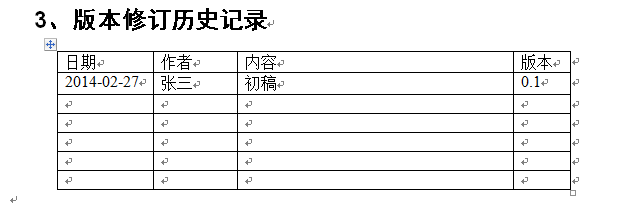 3、版本修订历史记录
日期 作者 内容 版本
2014-02-27 张三 初稿 0.1